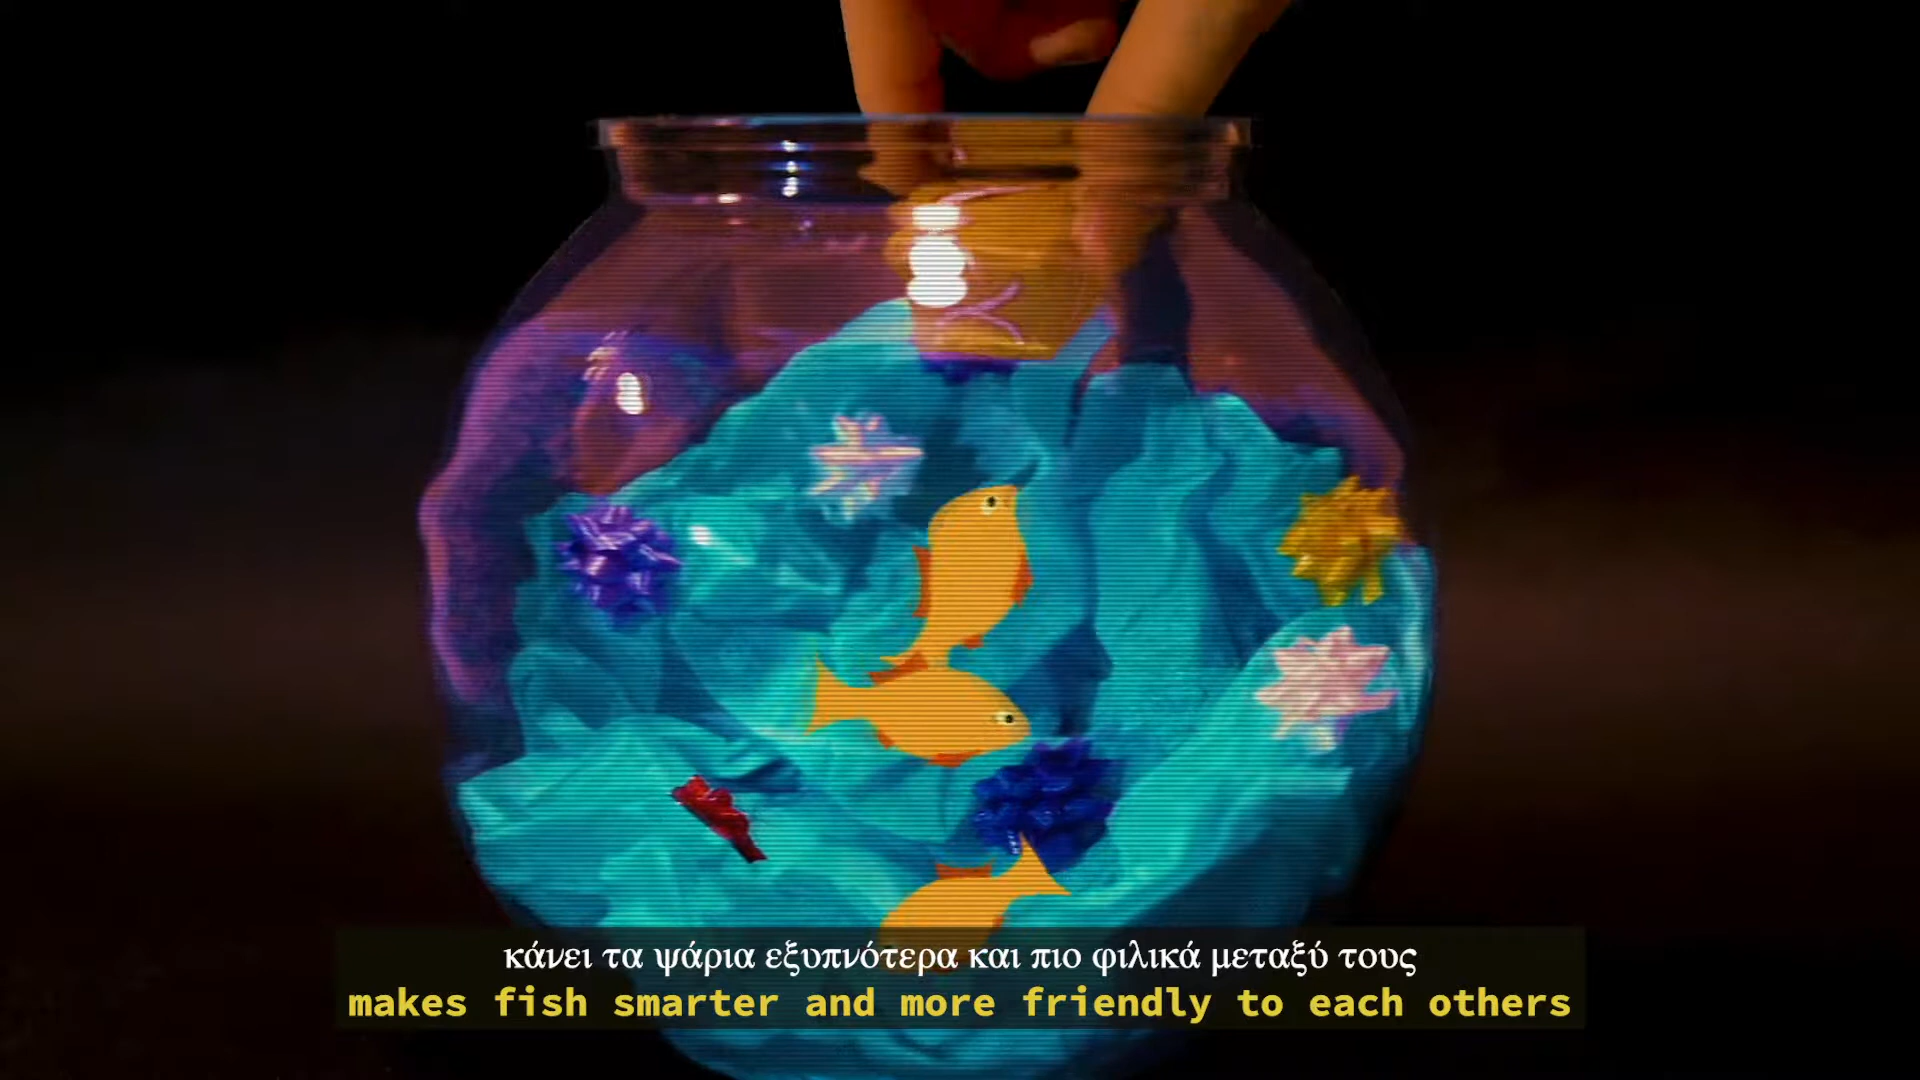 κάνει τα ψάρια εξυπνότερα και πιο φιλικά μεταξύ τους
makes fish smarter and more friendly to each others